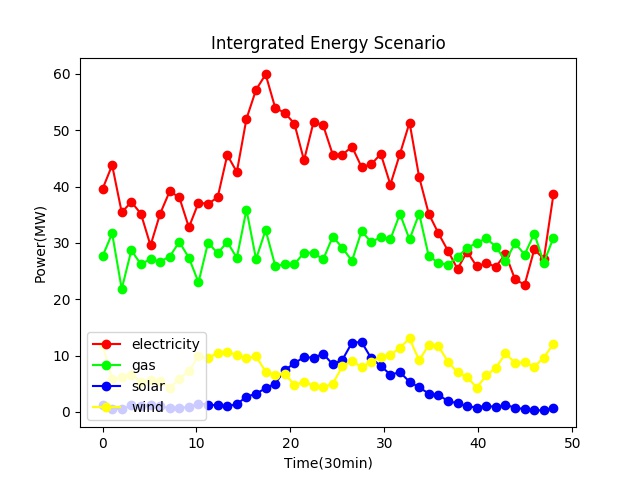 Intergrated Energy Scenario
Power(MW)
60
50
40
30
20
10
0
electricity
gas
solar
wind
0 10 20 30 40 50
Time(30min)